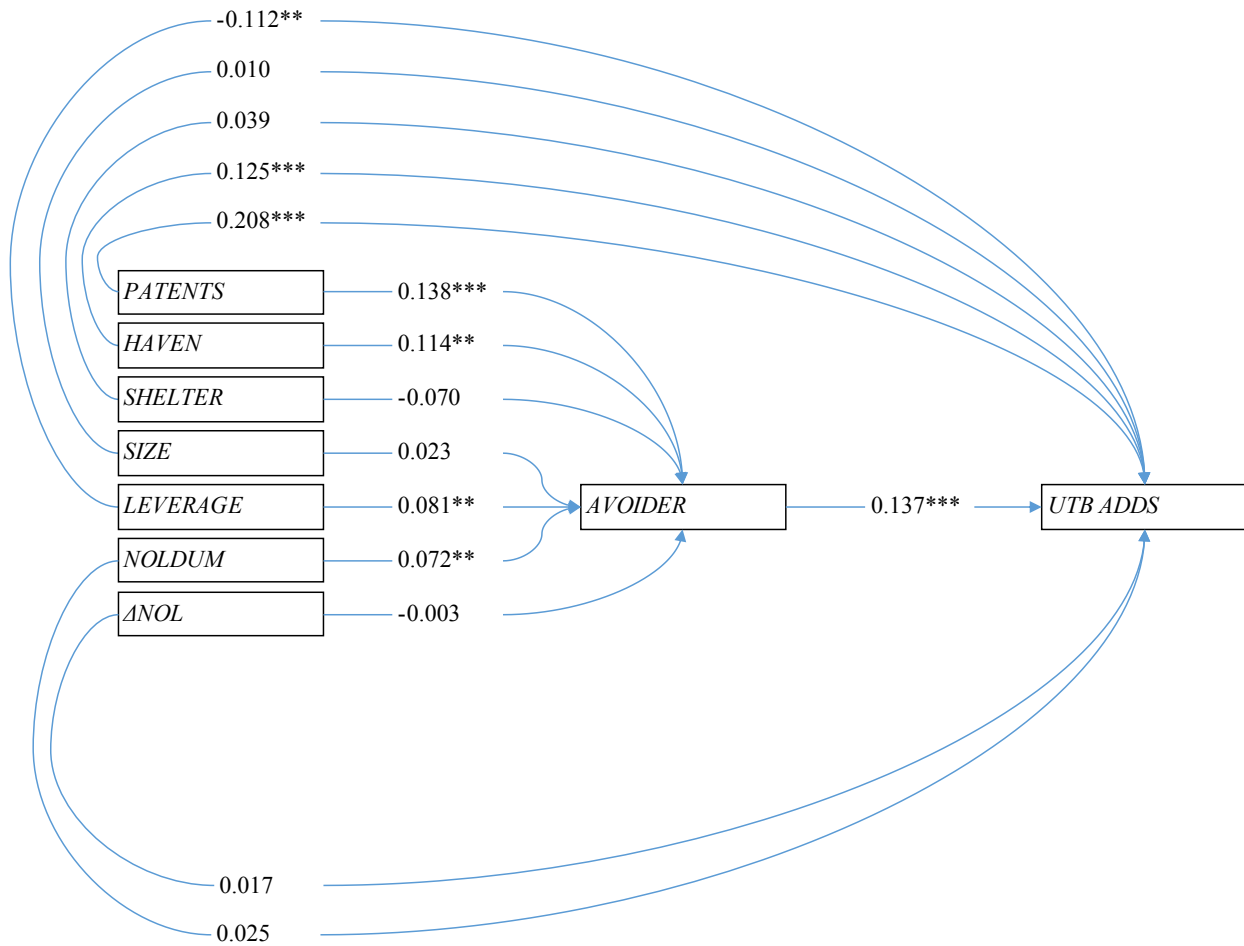 -0.112**
0.010
0.039
0.125***
0.208***
PATENTS 0.138***
HAVEN 0.114**
SHELTER -0.070
SIZE 0.023
LEVERAGE 0.081** AVOIDER 0.137*** UTB ADDS
NOLDUM 0.072**
ΔNOL -0.003
0.017
0.025